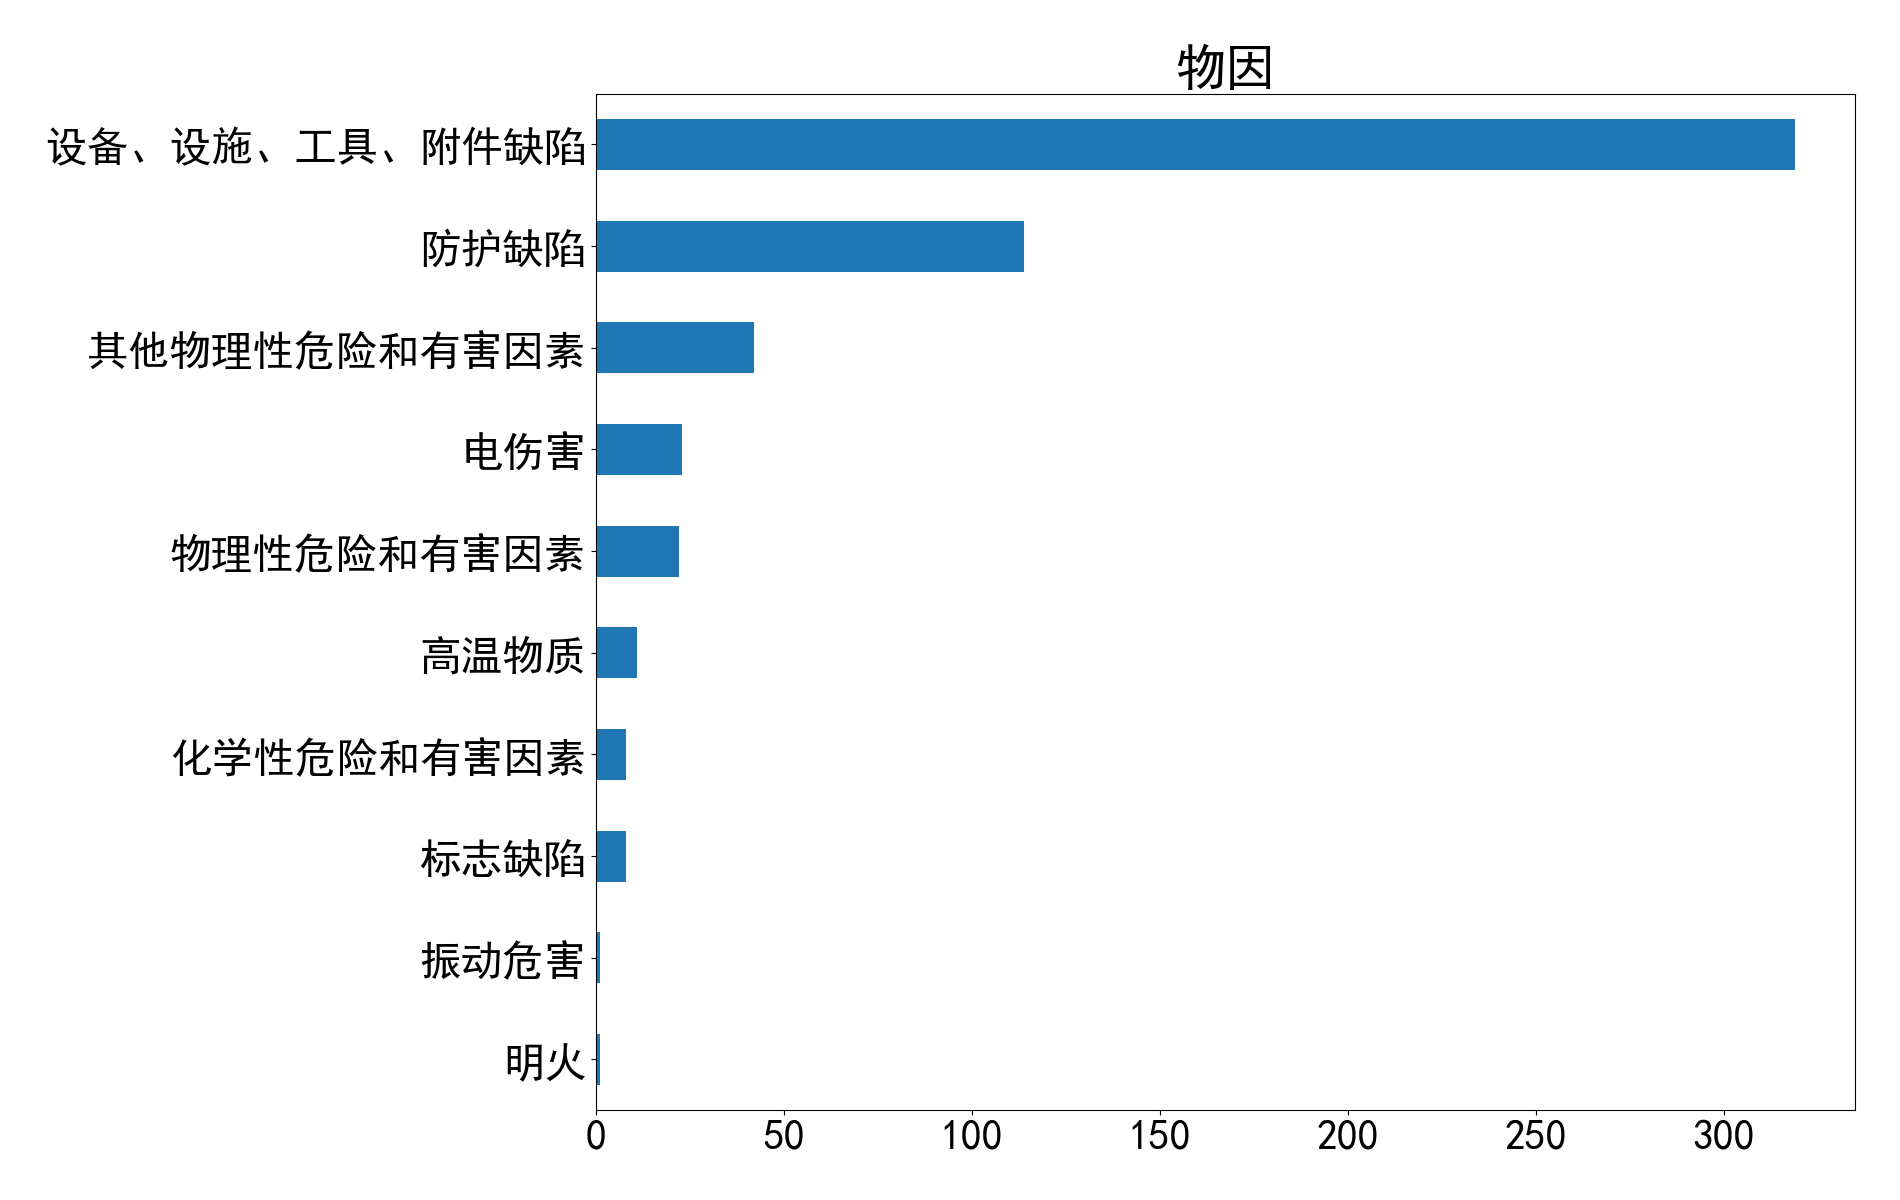 物因
设备、设施、工具、附件缺陷
防护缺陷
其他物理性危险和有害因素
电伤害
物理性危险和有害因素
高温物质
化学性危险和有害因素
标志缺陷
振动危害
明火
0 50 100 150 200 250 300